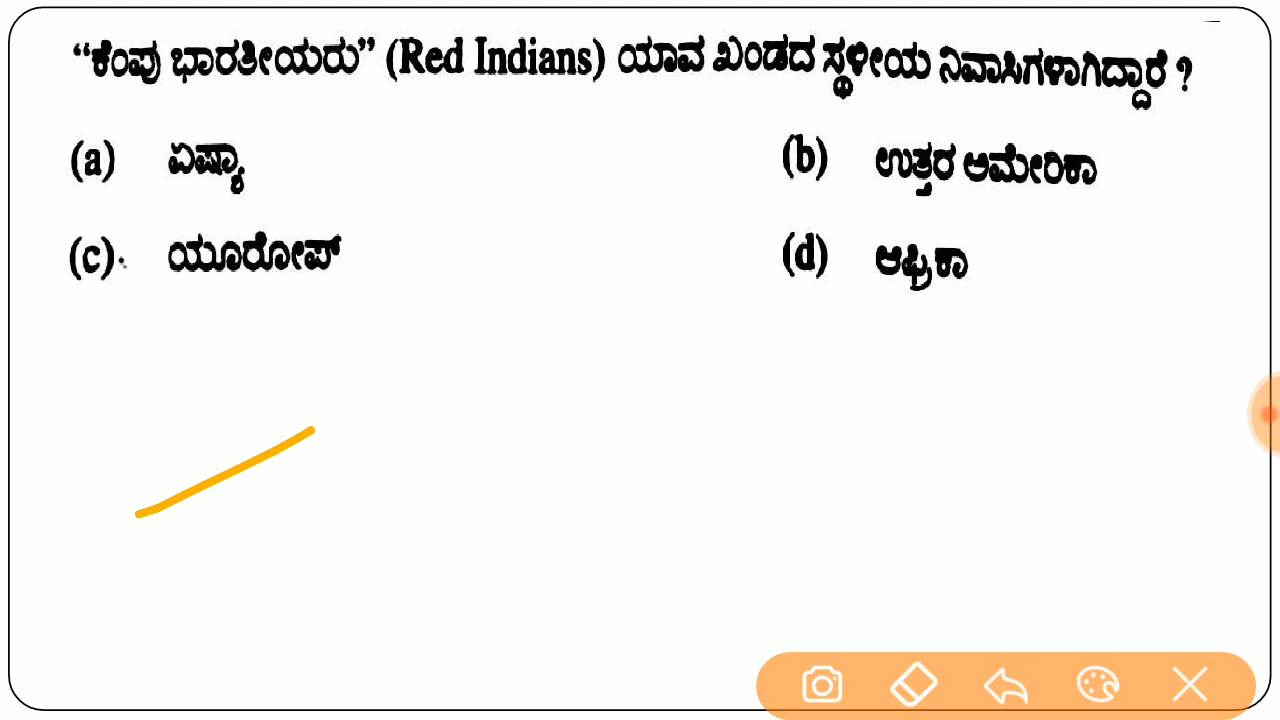 “ಕೆಂಪು ಭಾರತೀಯರು” (Red Indians) ಯಾವ ಖಂಡದ ಸ್ಥಳೀಯ ನಿವಾಸಿಗಳಾಗಿದ್ದಾರೆ ?
(a) ಏಷ್ಯಾ (b) ಉತ್ತರ ಅಮೇರಿಕಾ
(c) ಯೂರೋಪ್ (d) ಆಫ್ರಿಕಾ